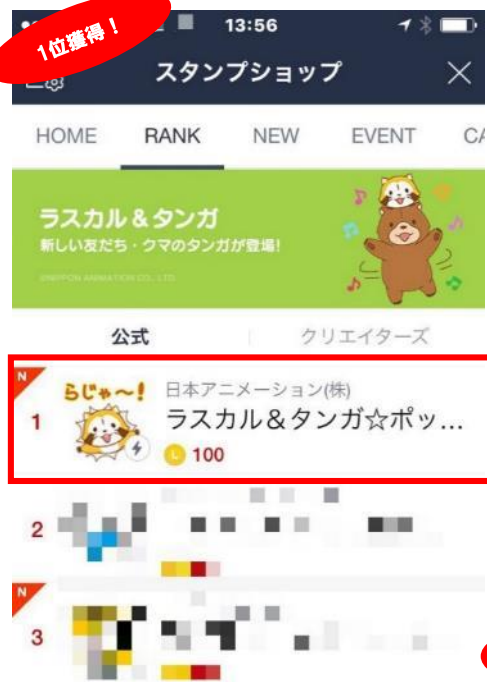 1位獲得！
13:56
スタンプショップ
HOME RANK NEW EVENT CA
ラスカル＆タンガ
新しい友だち・クマのタンガが登場!
©NIPPON ANIMATION CO., LTD.
公式 クリエイターズ
N
らじゃ〜!
日本アニメーション(株)
1
ラスカル＆タンガ☆ポッ...
L 100
2
N
3